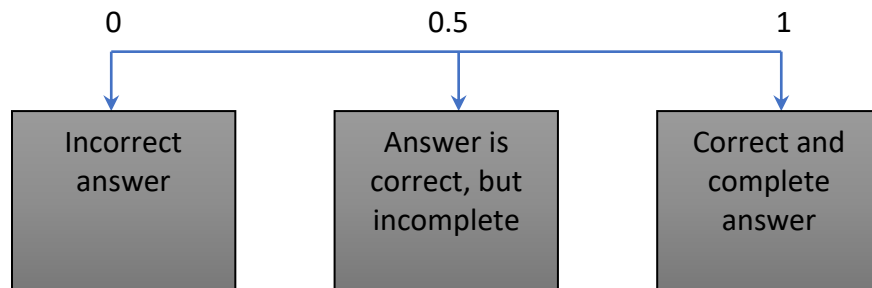 0 0.5 1
Incorrect
answer
Answer is
correct, but
incomplete
Correct and
complete
answer